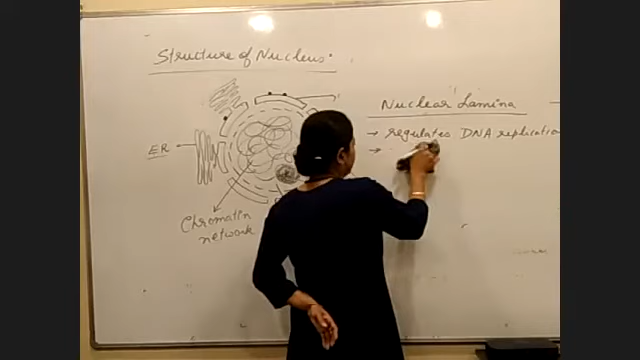 Structure of Nucleus
Nuclear Lamina
→ regulates DNA replication
→
ER
Chromatin
network